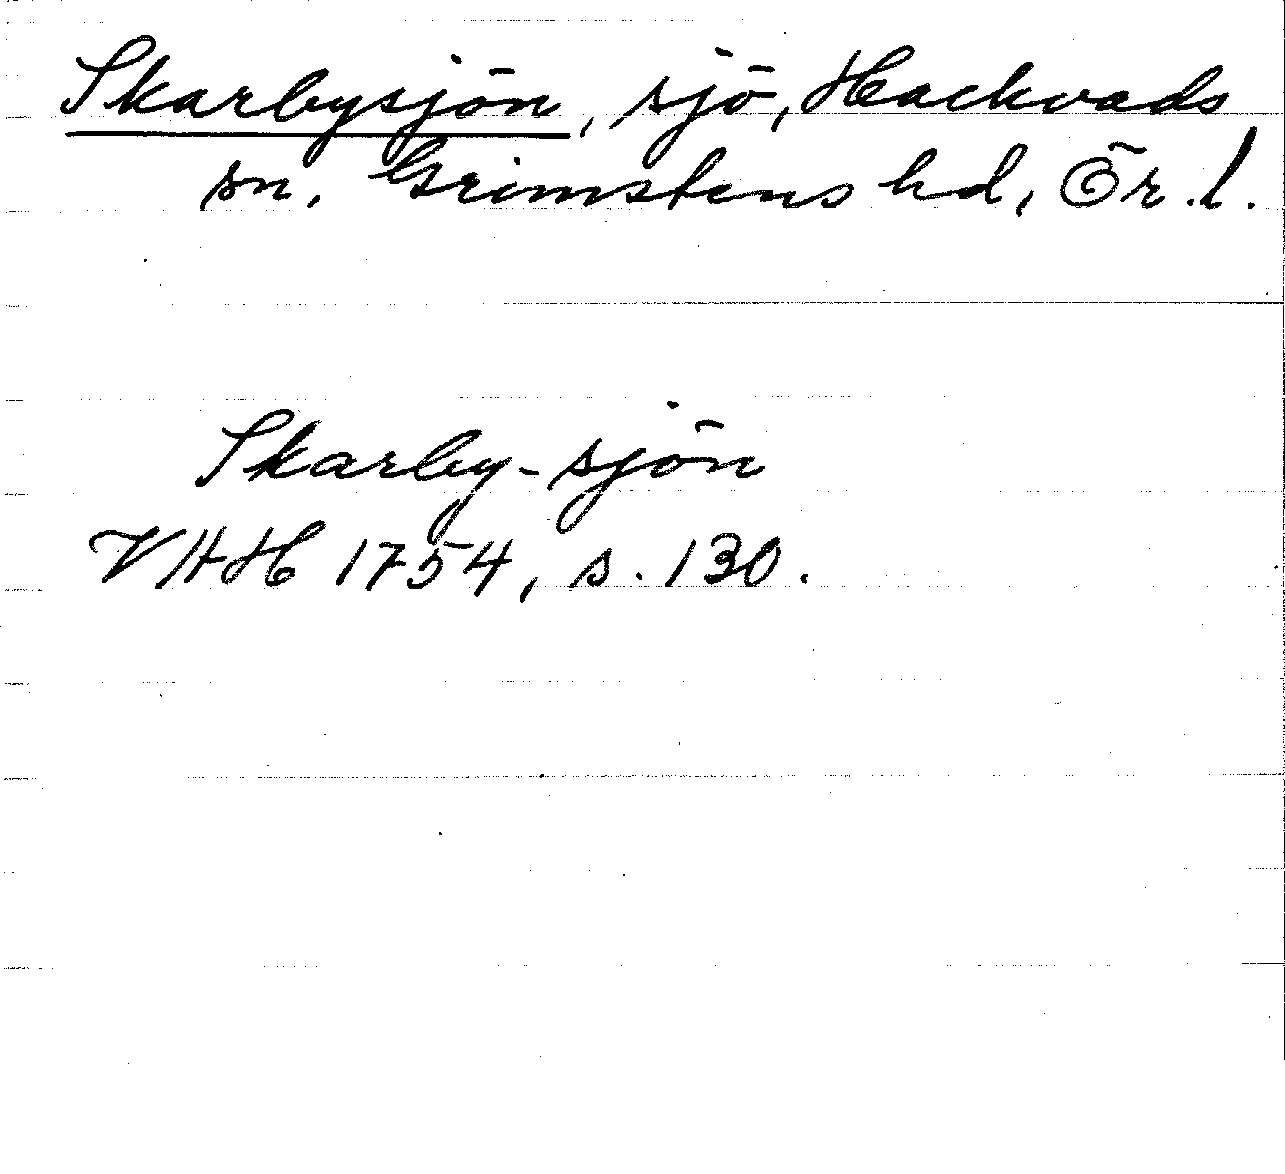 Skarbysjön, sjö, Hackvads
sn, Grimstens hd, Ör. l.
Skarby-sjön
VHH 1754, s. 130.